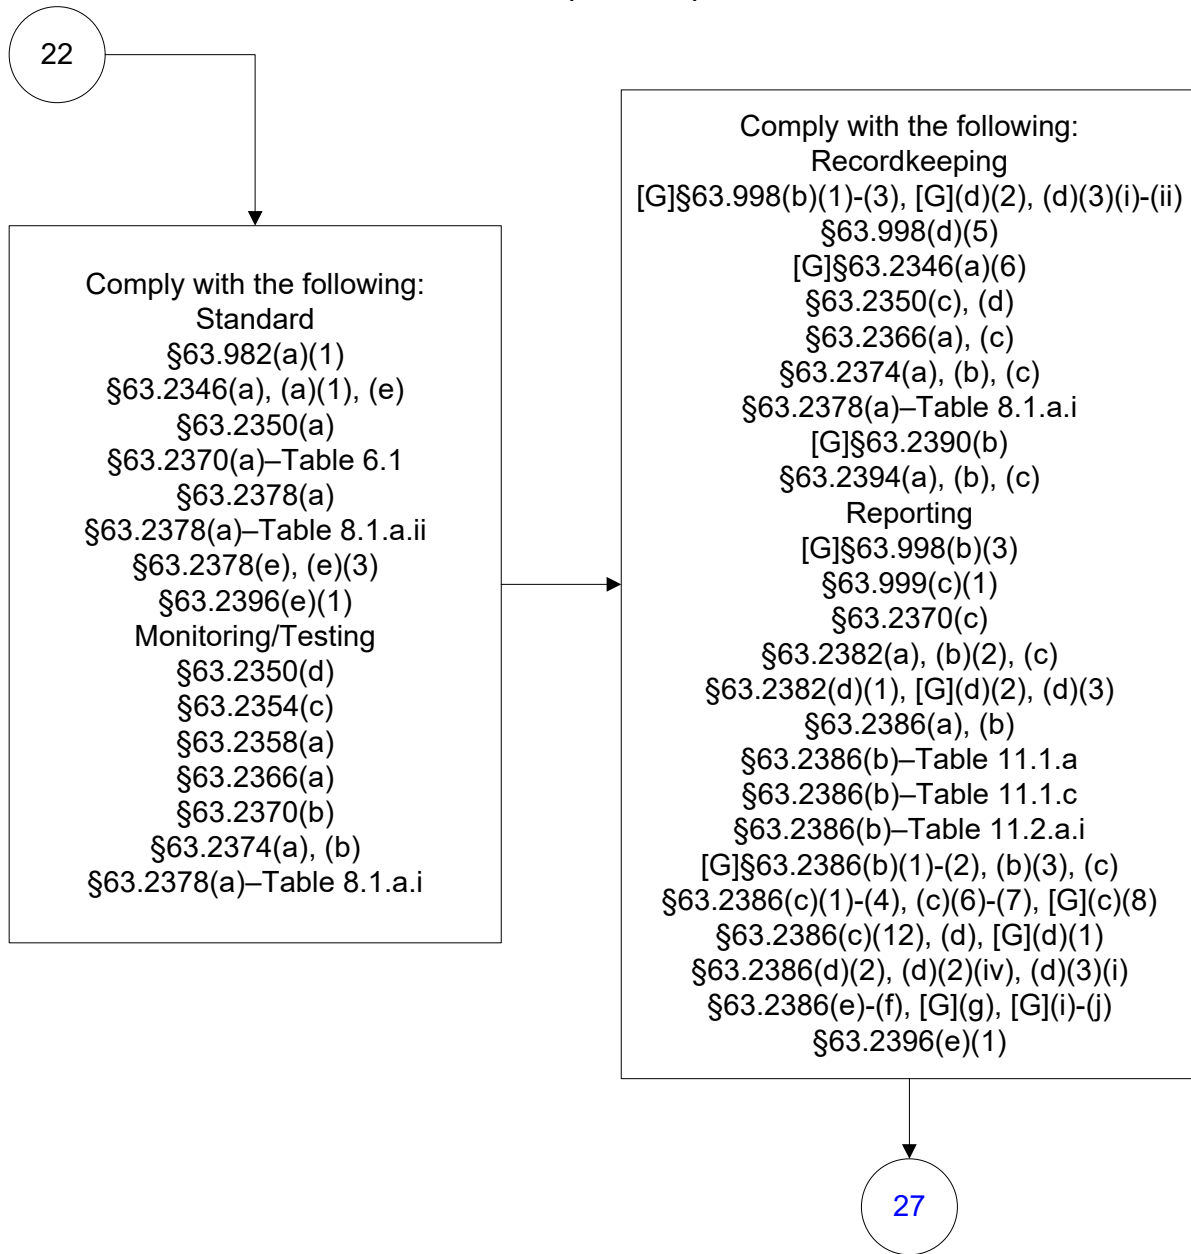 22
Comply with the following:
Standard
§63.982(a)(1)
§63.2346(a), (a)(1), (e)
§63.2350(a)
§63.2370(a)–Table 6.1
§63.2378(a)
§63.2378(a)–Table 8.1.a.ii
§63.2378(e), (e)(3)
§63.2396(e)(1)
Monitoring/Testing
§63.2350(d)
§63.2354(c)
§63.2358(a)
§63.2366(a)
§63.2370(b)
§63.2374(a), (b)
§63.2378(a)–Table 8.1.a.i
Comply with the following:
Recordkeeping
[G]§63.998(b)(1)-(3), [G](d)(2), (d)(3)(i)-(ii)
§63.998(d)(5)
[G]§63.2346(a)(6)
§63.2350(c), (d)
§63.2366(a), (c)
§63.2374(a), (b), (c)
§63.2378(a)–Table 8.1.a.i
[G]§63.2390(b)
§63.2394(a), (b), (c)
Reporting
[G]§63.998(b)(3)
§63.999(c)(1)
§63.2370(c)
§63.2382(a), (b)(2), (c)
§63.2382(d)(1), [G](d)(2), (d)(3)
§63.2386(a), (b)
§63.2386(b)–Table 11.1.a
§63.2386(b)–Table 11.1.c
§63.2386(b)–Table 11.2.a.i
[G]§63.2386(b)(1)-(2), (b)(3), (c)
§63.2386(c)(1)-(4), (c)(6)-(7), [G](c)(8)
§63.2386(c)(12), (d), [G](d)(1)
§63.2386(d)(2), (d)(2)(iv), (d)(3)(i)
§63.2386(e)-(f), [G](g), [G](i)-(j)
§63.2396(e)(1)
27